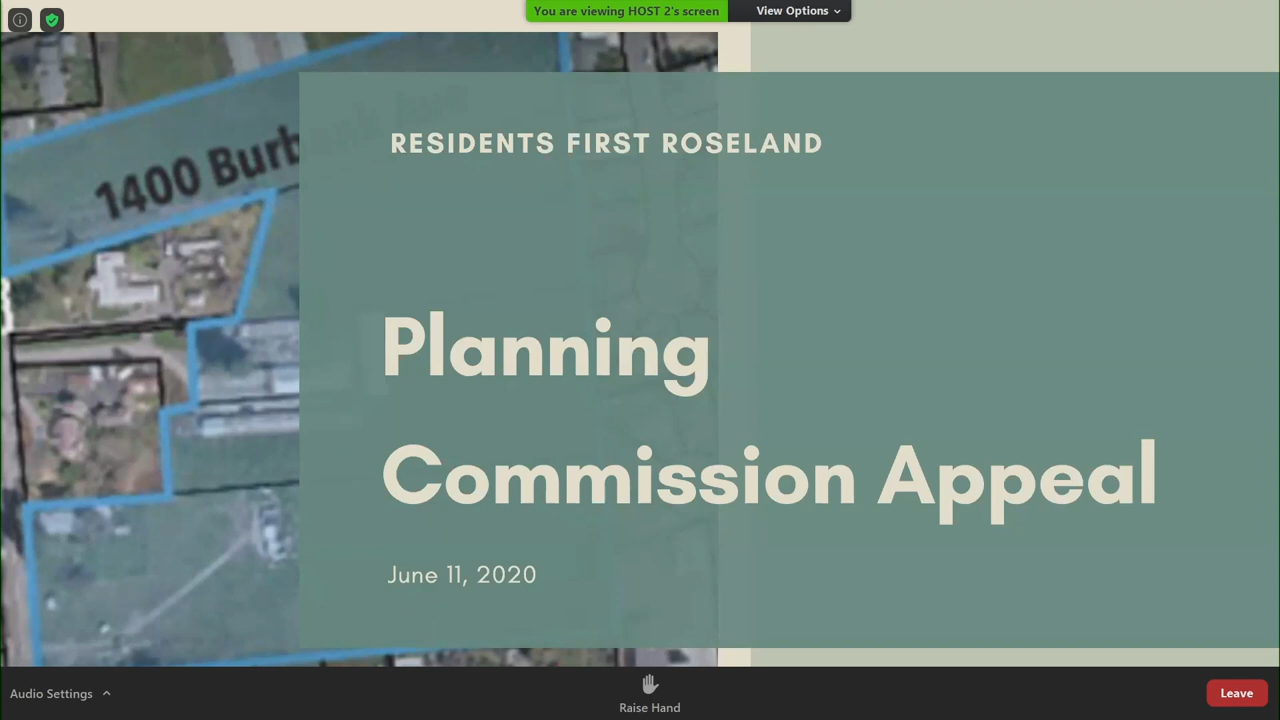 You are viewing HOST 2's screen
View Options
1400 Burb
RESIDENTS FIRST ROSELAND
Planning
Commission Appeal
June 11, 2020
Audio Settings
Raise Hand
Leave